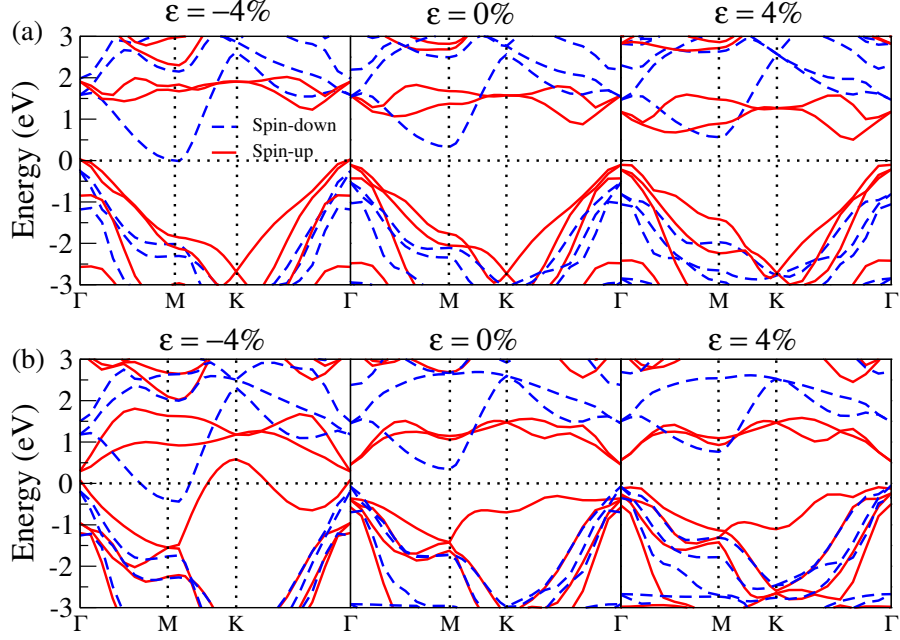 ε = −4% ε = 0% ε = 4%
(a)
Energy (eV)
3
2
1
0
-1
-2
-3
Spin-down
Spin-up
Γ M K Γ M K Γ M K Γ
ε = −4% ε = 0% ε = 4%
(b)
Energy (eV)
3
2
1
0
-1
-2
-3
Γ M K Γ M K Γ M K Γ